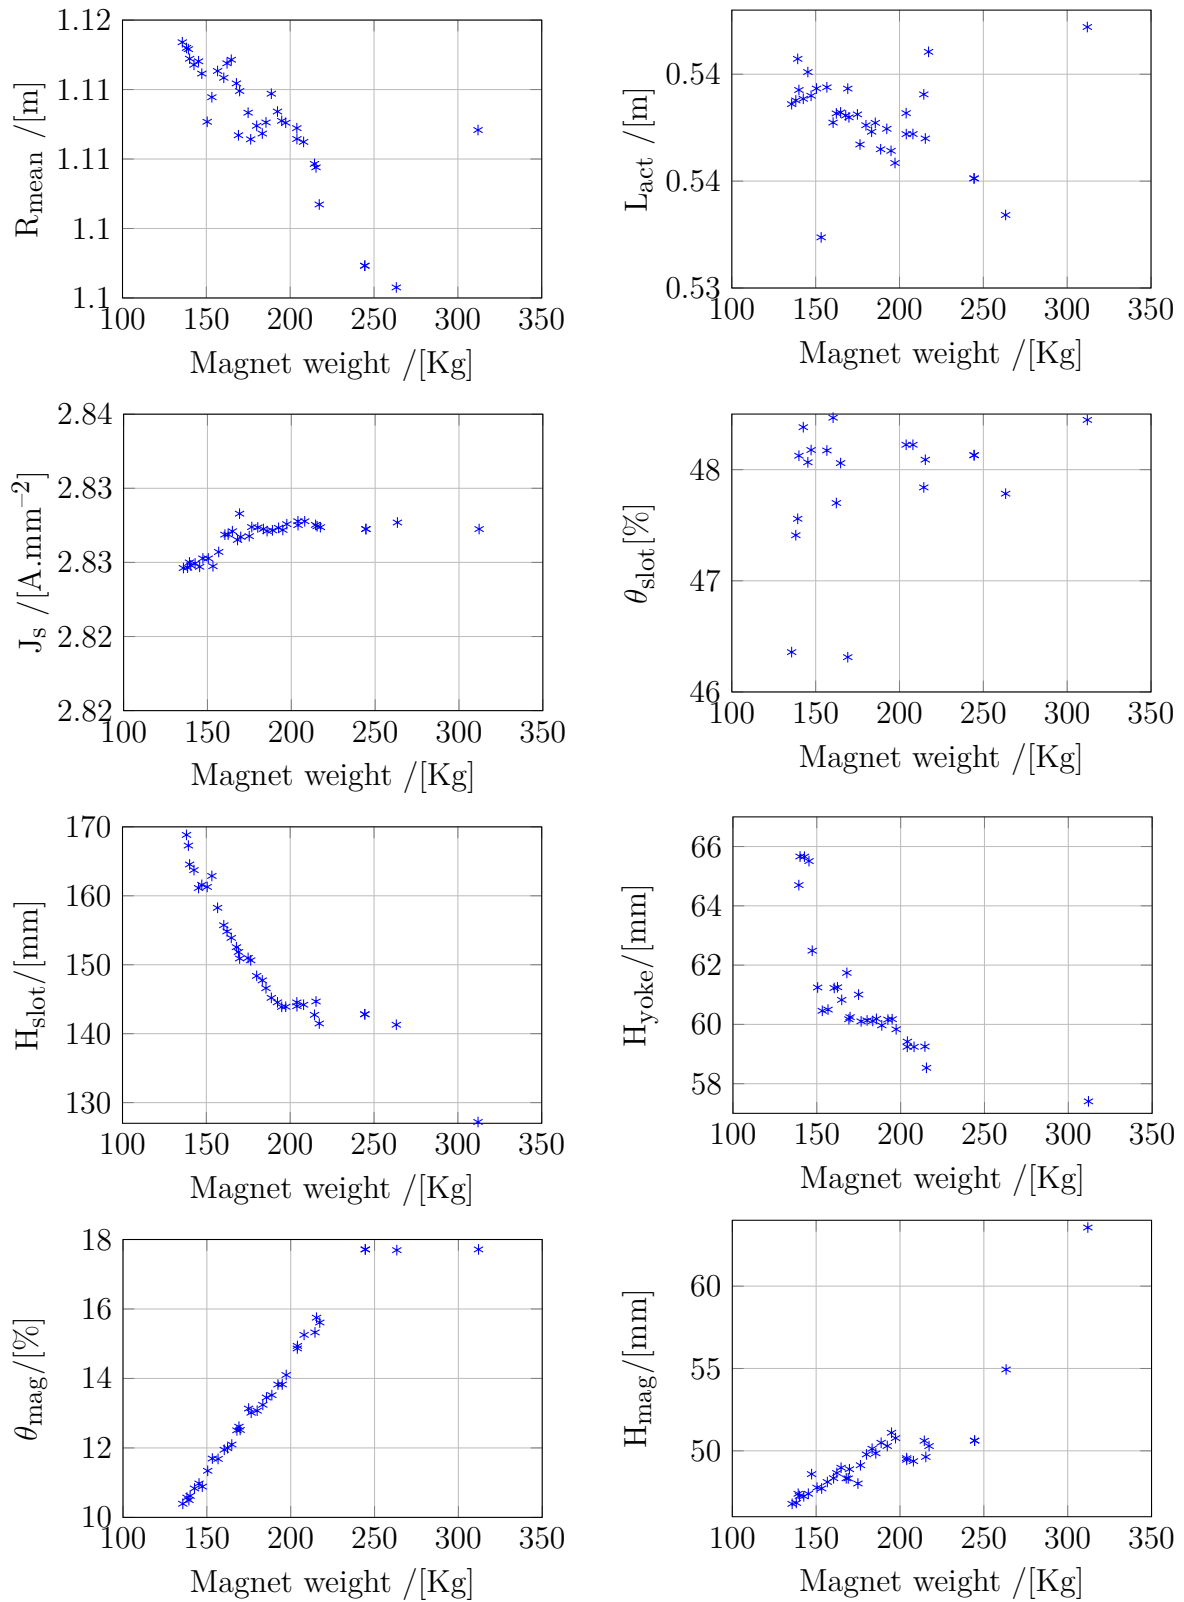 R_mean /[m]
1.12
1.11
1.11
1.1
1.1
100 150 200 250 300 350
Magnet weight /[Kg]
L_act /[m]
0.54
0.54
0.53
100 150 200 250 300 350
Magnet weight /[Kg]
J_s /[A.mm⁻²]
2.84
2.83
2.83
2.82
2.82
100 150 200 250 300 350
Magnet weight /[Kg]
θ_slot[%]
48
47
46
100 150 200 250 300 350
Magnet weight /[Kg]
H_slot/[mm]
170
160
150
140
130
100 150 200 250 300 350
Magnet weight /[Kg]
H_yoke/[mm]
66
64
62
60
58
100 150 200 250 300 350
Magnet weight /[Kg]
θ_mag/[%]
18
16
14
12
10
100 150 200 250 300 350
Magnet weight /[Kg]
H_mag/[mm]
60
55
50
100 150 200 250 300 350
Magnet weight /[Kg]